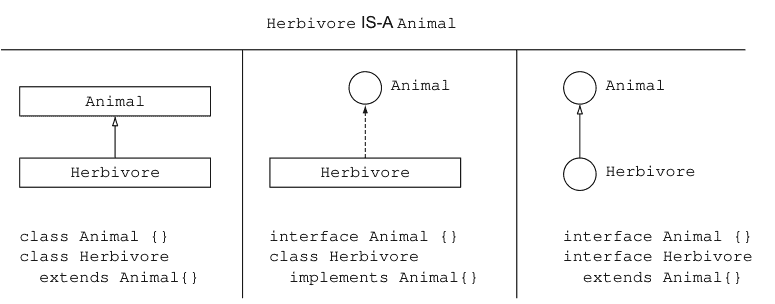 Herbivore IS-A Animal
Animal
Herbivore
class Animal {}
class Herbivore
extends Animal{}
Animal
Herbivore
interface Animal {}
class Herbivore
implements Animal{}
Animal
Herbivore
interface Animal {}
interface Herbivore
extends Animal{}